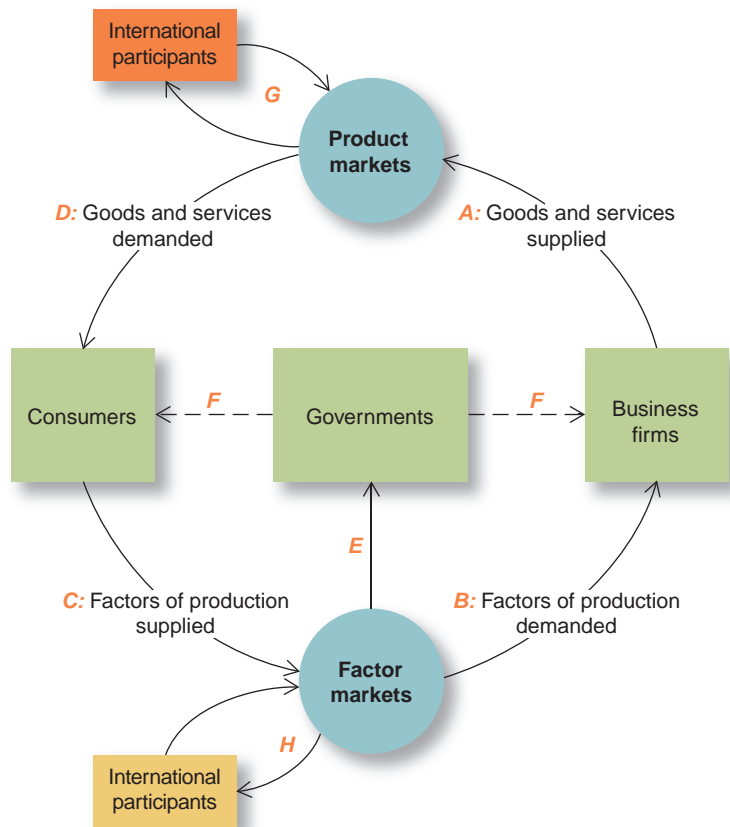 International
participants
G
Product
markets
D: Goods and services
demanded
A: Goods and services
supplied
Consumers
F
Governments
F
Business
firms
E
C: Factors of production
supplied
B: Factors of production
demanded
Factor
markets
H
International
participants